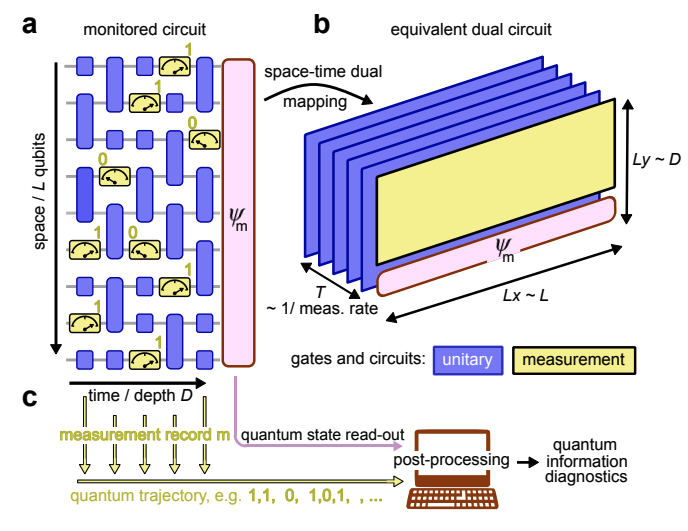 a
monitored circuit
space / L qubits
1
1
0
0
1
0
1
1
1
ψm
time / depth D
b
equivalent dual circuit
space-time dual
mapping
Ly ~ D
ψm
T
~ 1/ meas. rate
Lx ~ L
gates and circuits: unitary measurement
c
measurement record m
quantum state read-out
post-processing
quantum
information
diagnostics
quantum trajectory, e.g. 1,1, 0, 1,0,1, , ...